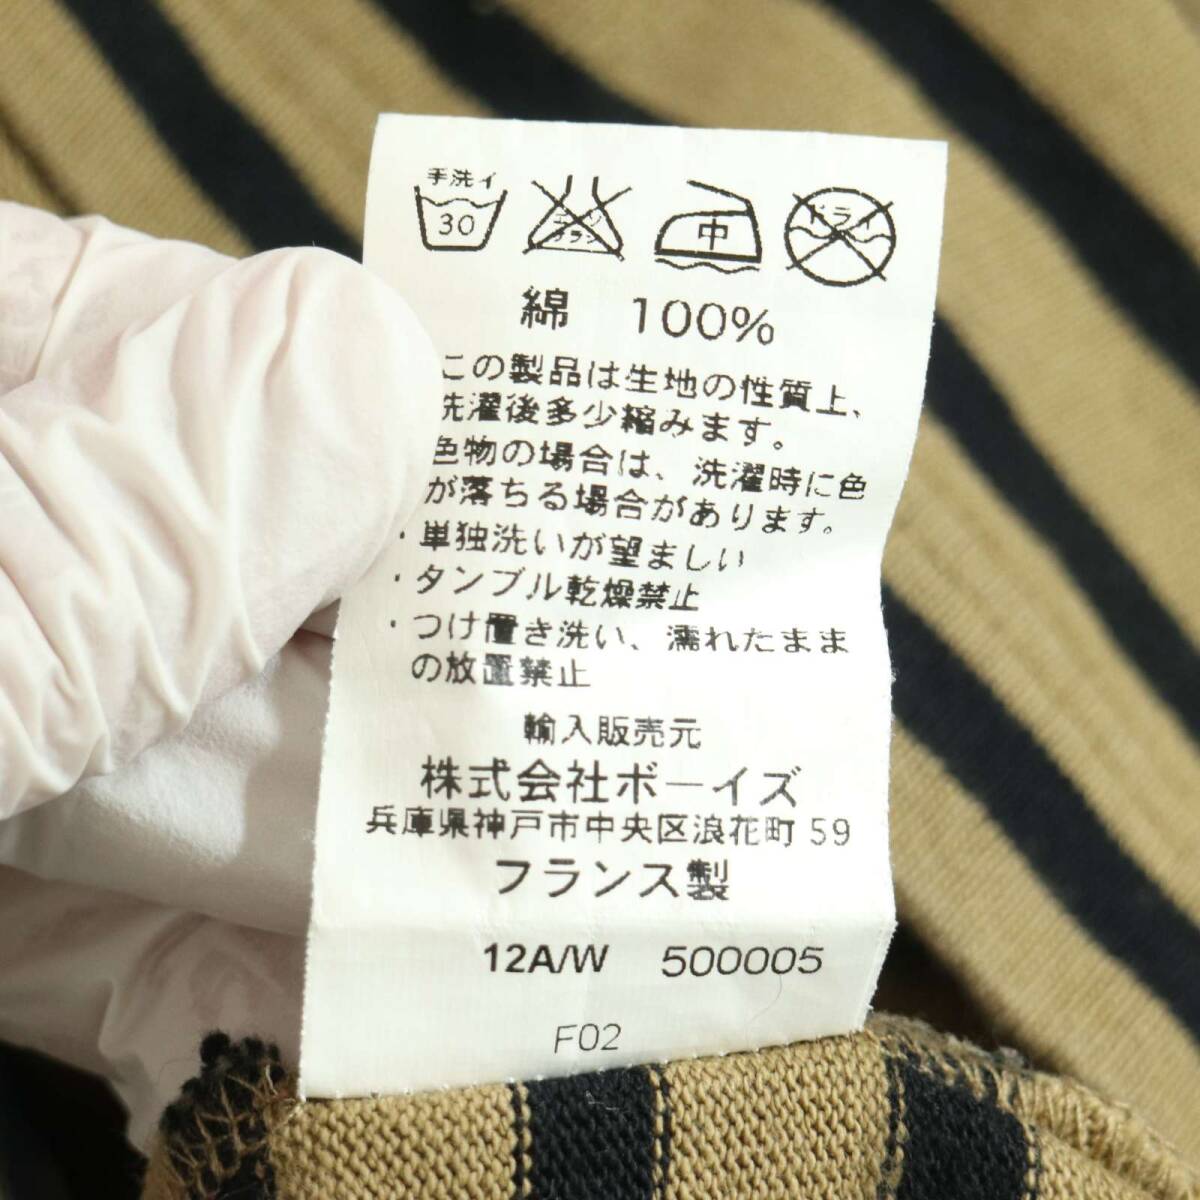 手洗イ
30
エンソ
フラン
中
ドライ
綿 100%
この製品は生地の性質上、
洗濯後多少縮みます。
色物の場合は、洗濯時に色
が落ちる場合があります。
・単独洗いが望ましい
・タンブル乾燥禁止
・つけ置き洗い、濡れたまま
の放置禁止
輸入販売元
株式会社ボーイズ
兵庫県神戸市中央区浪花町 59
フランス製
12A/W 500005
F02